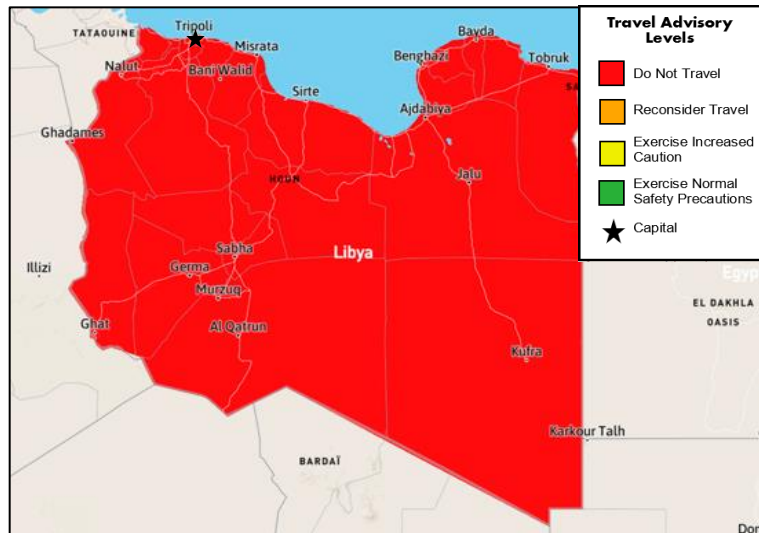 Tripoli
TATAOUINE
Misrata
Nalut
Bani Walid
Sirte
Bayda
Benghazi
Tobruk
Ajdabiya
Ghadames
HOUN
Jalu
Sabha
Libya
Illizi
Germa
Murzuq
Ghat
Al Qatrun
Kufra
EL DAKHLA
OASIS
Karkour Talh
BARDAÏ
Travel Advisory
Levels
Do Not Travel
Reconsider Travel
Exercise Increased
Caution
Exercise Normal
Safety Precautions
Capital